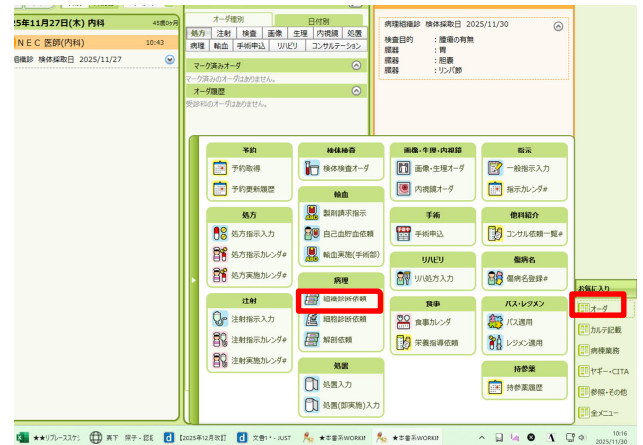 25年11月27日(木) 内科
45歳0ヶ月
NEC 医師(内科)
10:43
組織診 検体採取日 2025/11/27
オーダ種別
日付別
処方 注射 検査 画像 生理 内視鏡 処置
病理 輸血 手術申込 リハビリ コンサルテーション
マーク済みオーダ
マーク済みのオーダはありません。
オーダ履歴
受診科のオーダはありません。
病理組織診 検体採取日 2025/11/30
検査目的 : 腫瘍の有無
臓器 : 胃
臓器 : 胆嚢
臓器 : リンパ節
予約
予約取得
予約更新履歴
処方
処方指示入力
処方指示カレンダ#
処方実施カレンダ#
注射
注射指示入力
注射指示カレンダ#
注射実施カレンダ#
検体検査
検体検査オーダ
輸血
製剤請求指示
自己血貯血依頼
輸血実施(手術部)
病理
組織診断依頼
細胞診断依頼
解剖依頼
処置
処置入力
処置(即実施)入力
画像・生理・内視鏡
画像・生理オーダ
内視鏡オーダ
手術
手術申込
リハビリ
リハ処方入力
食事
食事カレンダ
栄養指導依頼
指示
一般指示入力
指示カレンダ#
他科紹介
コンサル依頼一覧#
傷病名
傷病名登録#
パス・レジメン
パス適用
レジメン適用
持参薬
持参薬履歴
お気に入り
オーダ
カルテ記載
病棟業務
ヤギー・CITA
参照・その他
全メニュー
2025年12月改訂
10:16
2025/11/30